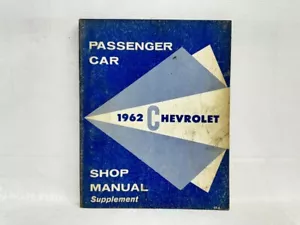 PASSENGER
CAR
1962 CHEVROLET
SHOP
MANUAL
Supplement